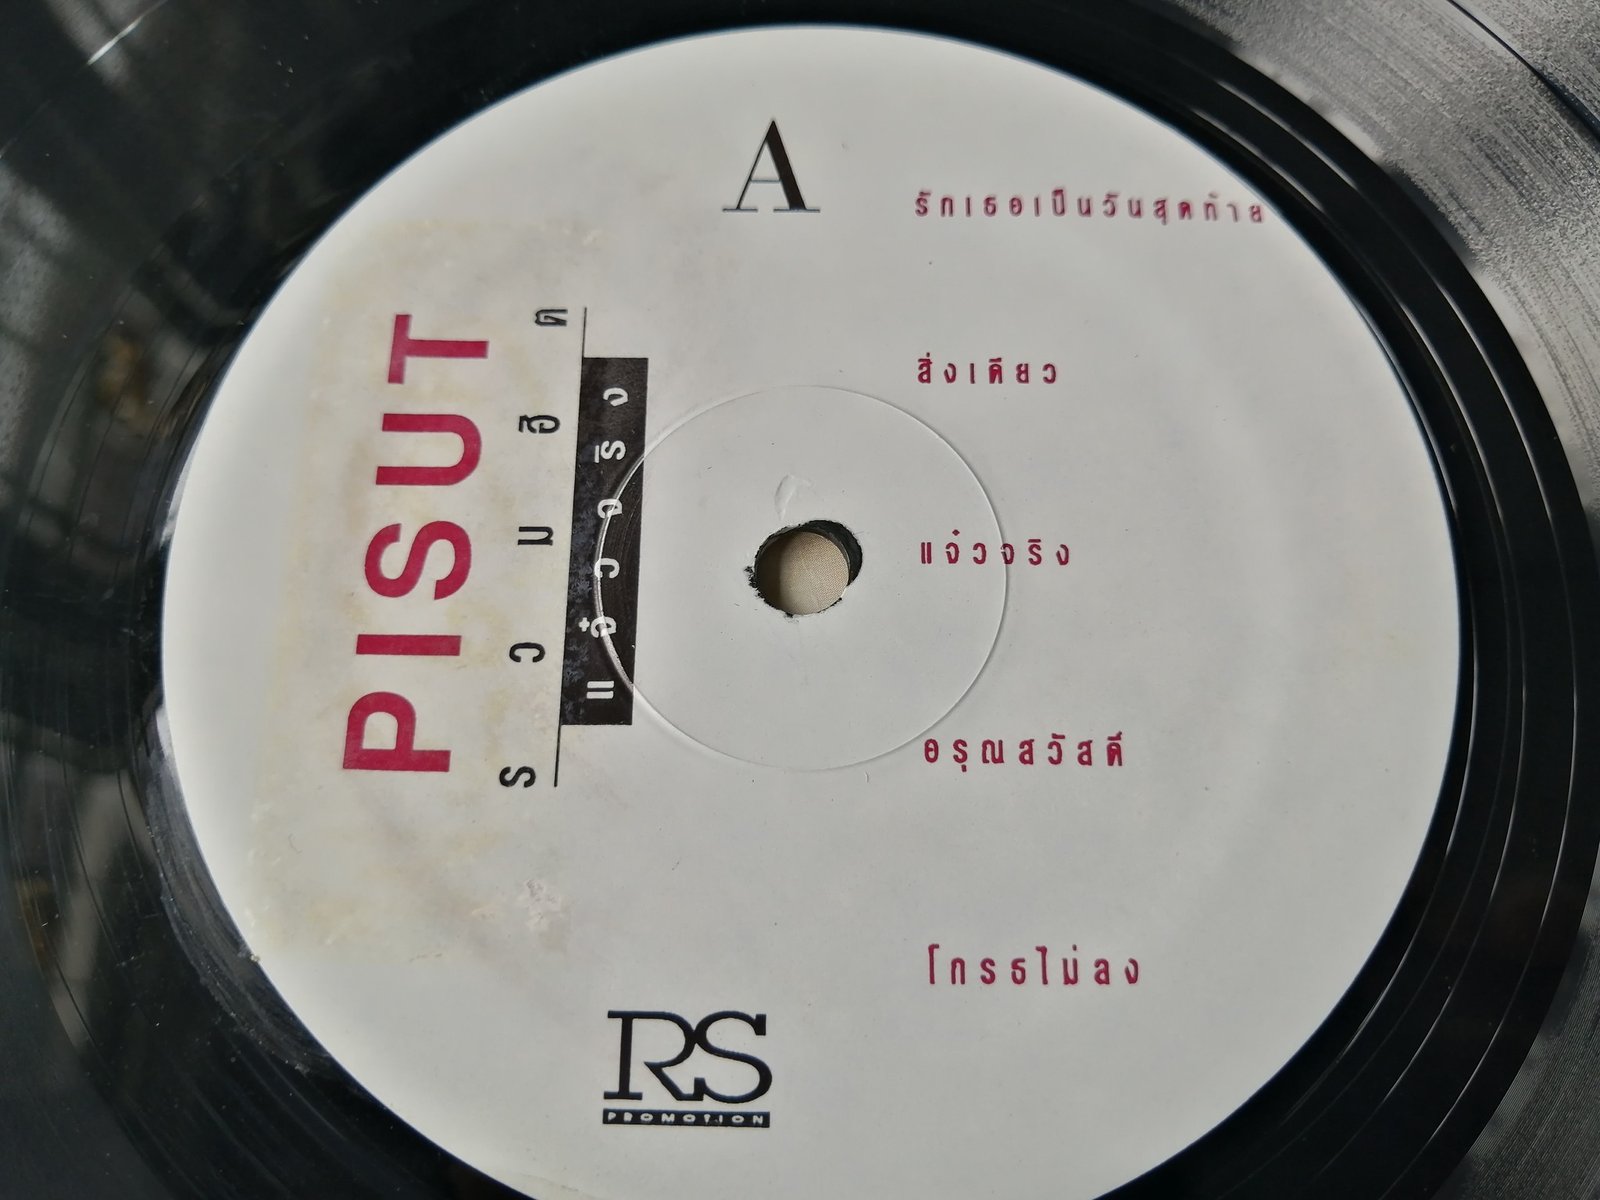 A
PISUT
รวมฮิต
แจ๋วจริง
รักเธอเป็นวันสุดท้าย
สิ่งเดียว
แจ๋วจริง
อรุณสวัสดี
โกรธไม่ลง
RS
PROMOTION